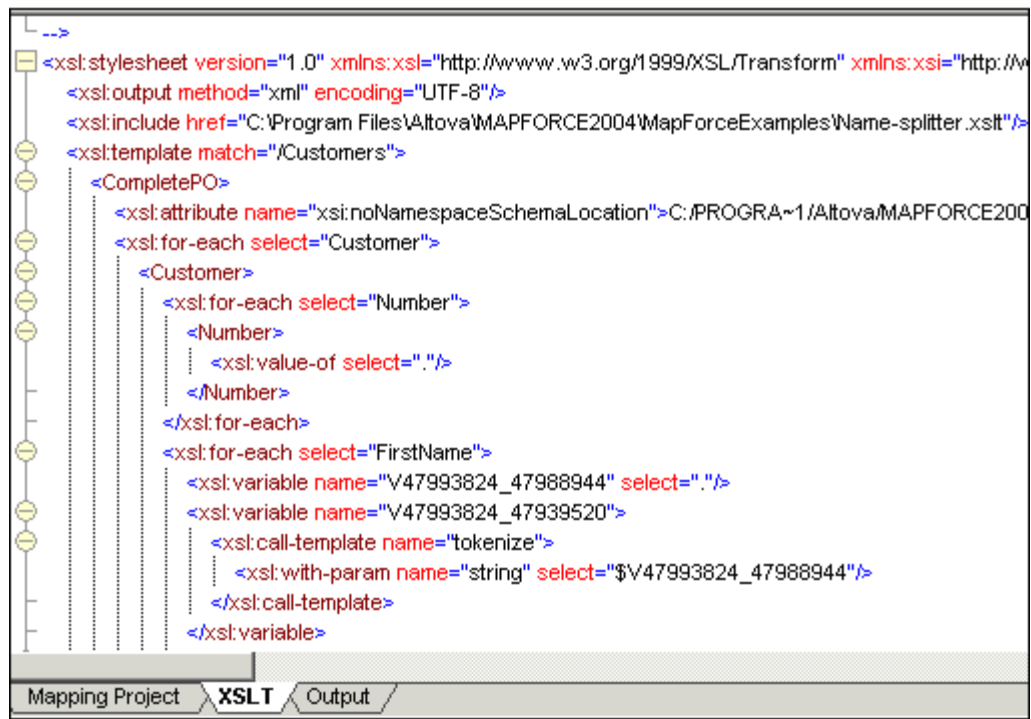 -->
<xsl:stylesheet version="1.0" xmlns:xsl="http://www.w3.org/1999/XSL/Transform" xmlns:xsi="http://
<xsl:output method="xml" encoding="UTF-8"/>
<xsl:include href="C:\Program Files\Altova\MAPFORCE2004\MapForceExamples\Name-splitter.xslt"/>
<xsl:template match="/Customers">
<CompletePO>
<xsl:attribute name="xsi:noNamespaceSchemaLocation">C:/PROGRA~1/Altova/MAPFORCE200
<xsl:for-each select="Customer">
<Customer>
<xsl:for-each select="Number">
<Number>
<xsl:value-of select="."/>
</Number>
</xsl:for-each>
<xsl:for-each select="FirstName">
<xsl:variable name="V47993824_47988944" select="."/>
<xsl:variable name="V47993824_47939520">
<xsl:call-template name="tokenize">
<xsl:with-param name="string" select="$V47993824_47988944"/>
</xsl:call-template>
</xsl:variable>
Mapping Project XSLT Output